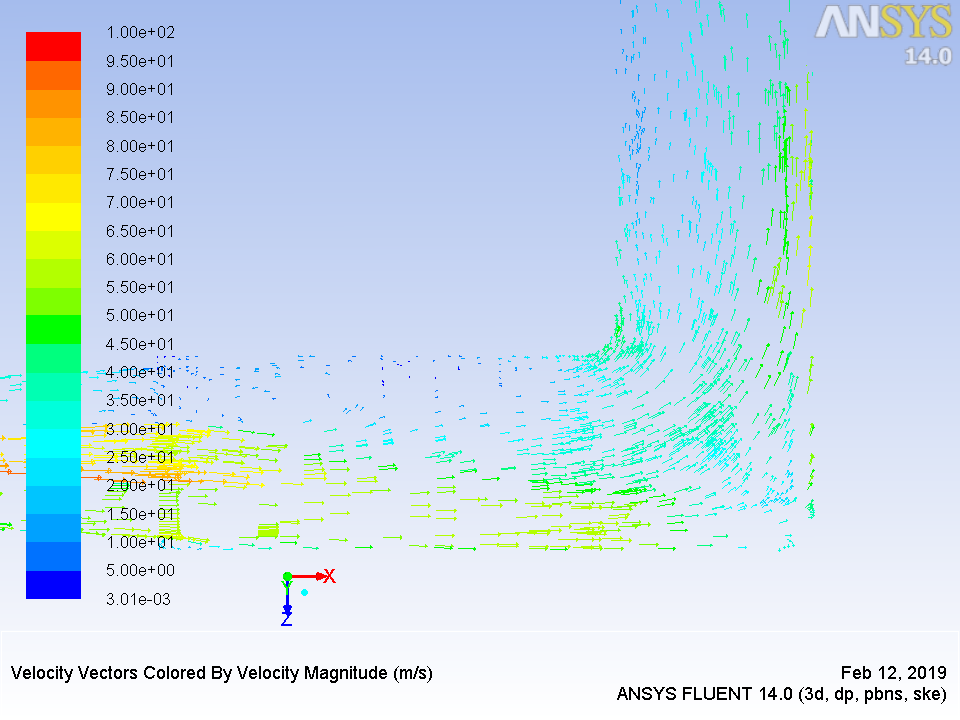 ANSYS
14.0
1.00e+02
9.50e+01
9.00e+01
8.50e+01
8.00e+01
7.50e+01
7.00e+01
6.50e+01
6.00e+01
5.50e+01
5.00e+01
4.50e+01
4.00e+01
3.50e+01
3.00e+01
2.50e+01
2.00e+01
1.50e+01
1.00e+01
5.00e+00
3.01e-03
X
Y
Z
Velocity Vectors Colored By Velocity Magnitude (m/s)
Feb 12, 2019
ANSYS FLUENT 14.0 (3d, dp, pbns, ske)